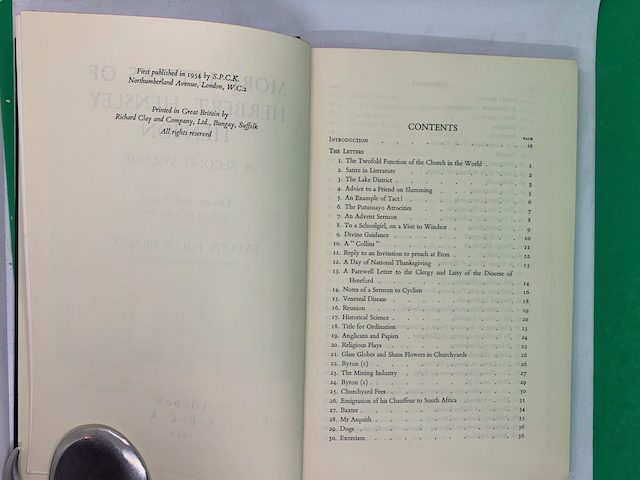 First published in 1954 by S.P.C.K.
Northumberland Avenue, London, W.C.2
Printed in Great Britain by
Richard Clay and Company, Ltd., Bungay, Suffolk
All rights reserved
CONTENTS
PAGE
INTRODUCTION . ix
THE LETTERS
1. The Twofold Function of the Church in the World . 1
2. Satire in Literature . 2
3. The Lake District . 3
4. Advice to a Friend on Slumming . 4
5. An Example of Tact! . 6
6. The Putumayo Atrocities . 7
7. An Advent Sermon . 7
8. To a Schoolgirl, on a Visit to Windsor . 9
9. Divine Guidance . 10
10. A "Collins" . 11
11. Reply to an Invitation to preach at Eton . 12
12. A Day of National Thanksgiving . 13
13. A Farewell Letter to the Clergy and Laity of the Diocese of
Hereford . 14
14. Notes of a Sermon to Cyclists . 16
15. Venereal Disease . 18
16. Reunion . 19
17. Historical Science . 20
18. Title for Ordination . 23
19. Anglicans and Papists . 24
20. Religious Plays . 25
21. Glass Globes and Sham Flowers in Churchyards . 26
22. Byron (1) . 26
23. The Mining Industry . 27
24. Byron (2) . 29
25. Churchyard Fees . 30
26. Emigration of his Chauffeur to South Africa . 31
27. Baxter . 34
28. Mr Asquith . 35
29. Dogs . 36
30. Exorcism . 36